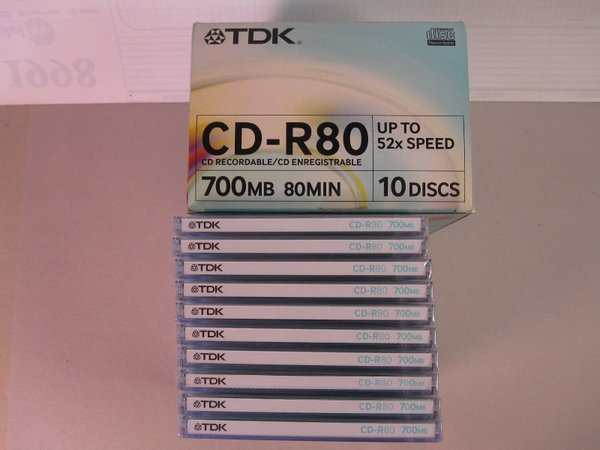 TDK
COMPACT disc Recordable
CD-R80
UP TO
52x SPEED
CD RECORDABLE/CD ENREGISTRABLE
700MB 80MIN
10 DISCS
TDK CD-R80 700MB
TDK CD-R80 700MB
TDK CD-R80 700MB
TDK CD-R80 700MB
TDK CD-R80 700MB
TDK CD-R80 700MB
TDK CD-R80 700MB
TDK CD-R80 700MB
TDK CD-R80 700MB
TDK CD-R80 700MB